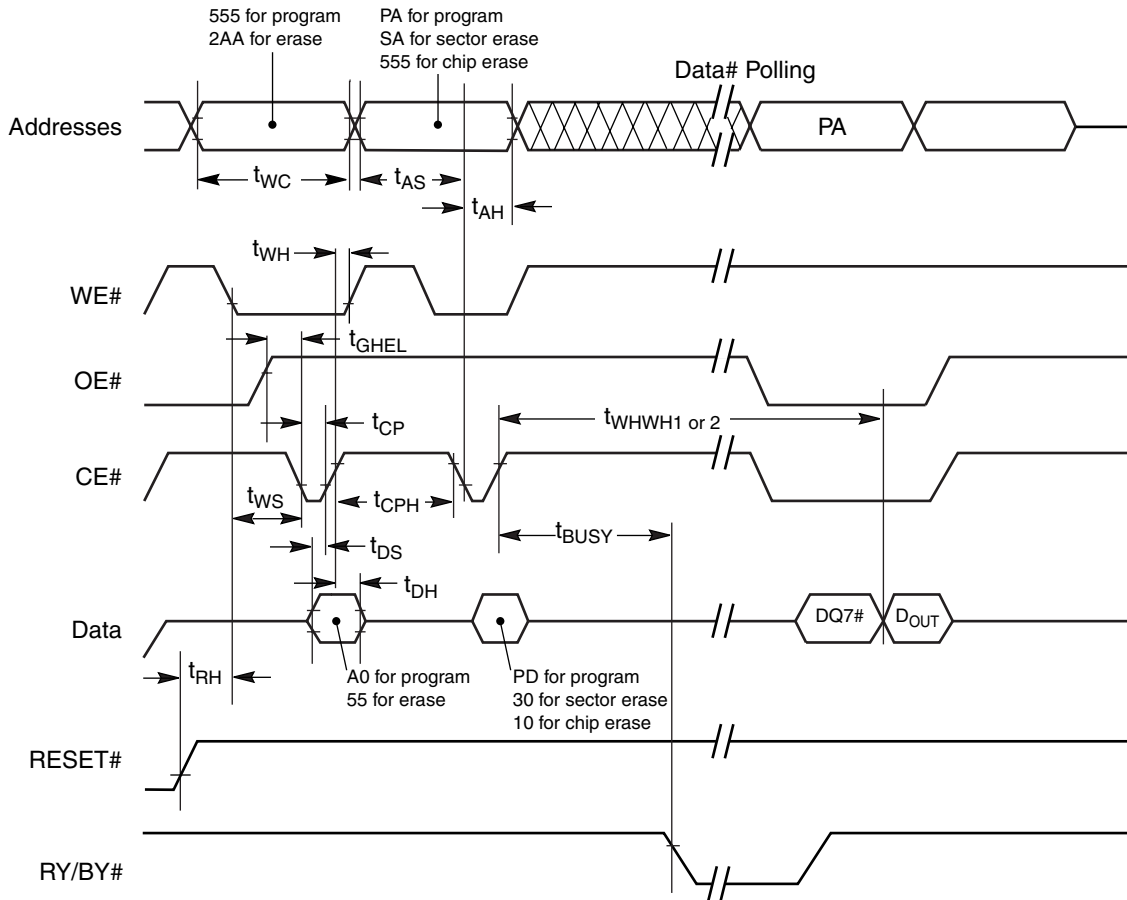 555 for program
2AA for erase
PA for program
SA for sector erase
555 for chip erase
Data# Polling
Addresses
PA
tWC
tAS
tAH
tWH
WE#
tGHEL
OE#
tWHWH1 or 2
tCP
CE#
tWS
tCPH
tBUSY
tDS
tDH
Data
DQ7#
DOUT
tRH
A0 for program
55 for erase
PD for program
30 for sector erase
10 for chip erase
RESET#
RY/BY#